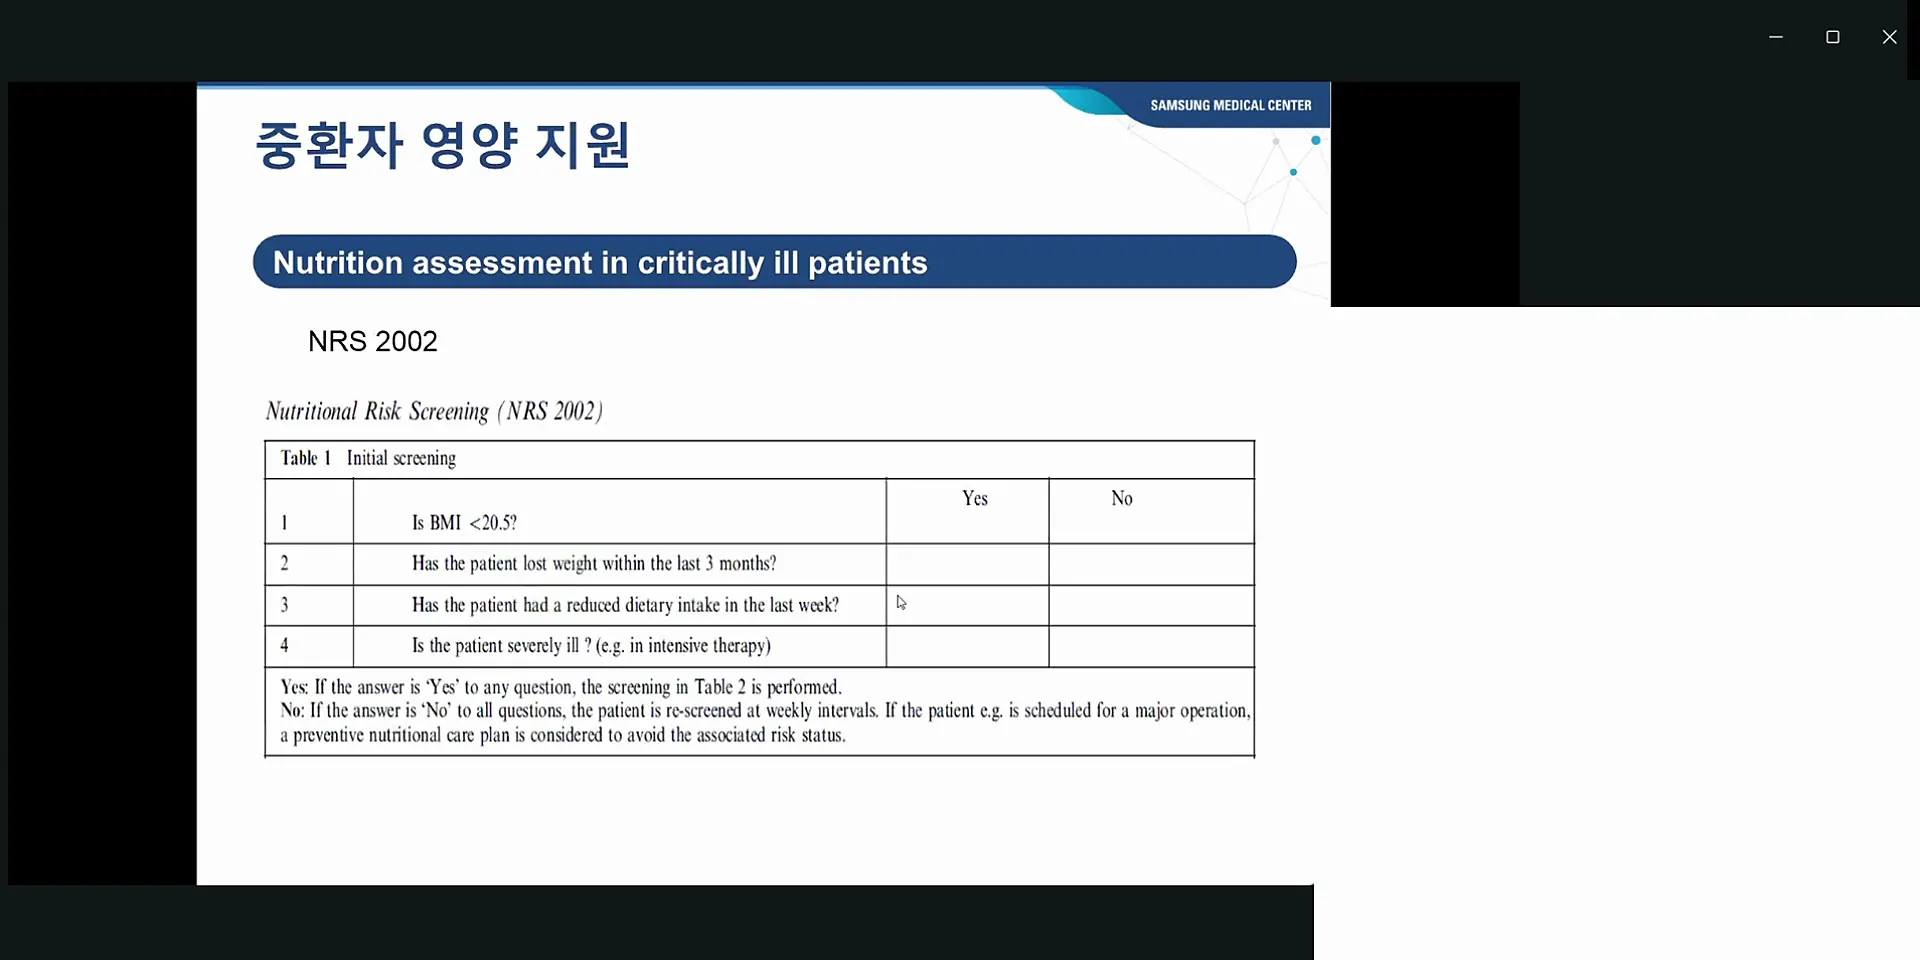 SAMSUNG MEDICAL CENTER
중환자 영양 지원
Nutrition assessment in critically ill patients
NRS 2002
Nutritional Risk Screening (NRS 2002)
Table 1 Initial screening
Yes No
1 Is BMI <20.5?
2 Has the patient lost weight within the last 3 months?
3 Has the patient had a reduced dietary intake in the last week?
4 Is the patient severely ill ? (e.g. in intensive therapy)
Yes: If the answer is ‘Yes’ to any question, the screening in Table 2 is performed.
No: If the answer is ‘No’ to all questions, the patient is re-screened at weekly intervals. If the patient e.g. is scheduled for a major operation,
a preventive nutritional care plan is considered to avoid the associated risk status.